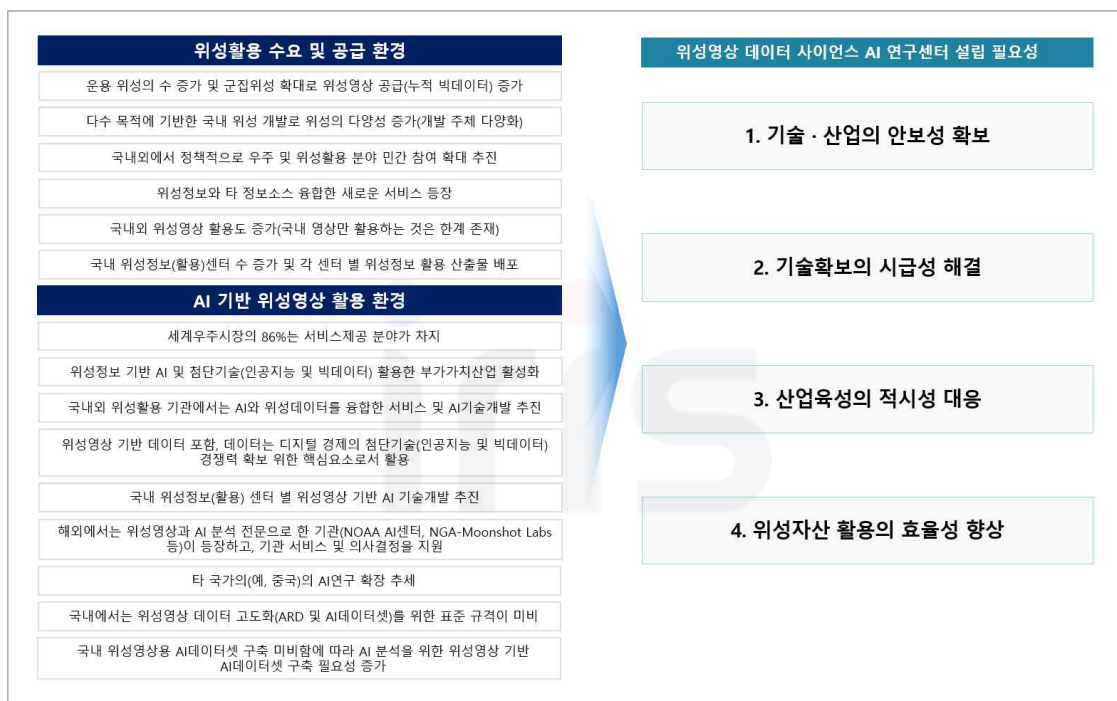 위성활용 수요 및 공급 환경
운용 위성의 수 증가 및 군집위성 확대로 위성영상 공급(누적 빅데이터) 증가
다수 목적에 기반한 국내 위성 개발로 위성의 다양성 증가(개발 주체 다양화)
국내외에서 정책적으로 우주 및 위성활용 분야 민간 참여 확대 추진
위성정보와 타 정보소스 융합한 새로운 서비스 등장
국내외 위성영상 활용도 증가(국내 영상만 활용하는 것은 한계 존재)
국내 위성정보(활용)센터 수 증가 및 각 센터 별 위성정보 활용 산출물 배포
AI 기반 위성영상 활용 환경
세계우주시장의 86%는 서비스제공 분야가 차지
위성정보 기반 AI 및 첨단기술(인공지능 및 빅데이터) 활용한 부가가치산업 활성화
국내외 위성활용 기관에서는 AI와 위성데이터를 융합한 서비스 및 AI기술개발 추진
위성영상 기반 데이터 포함, 데이터는 디지털 경제의 첨단기술(인공지능 및 빅데이터)
경쟁력 확보 위한 핵심요소로서 활용
국내 위성정보(활용) 센터 별 위성영상 기반 AI 기술개발 추진
해외에서는 위성영상과 AI 분석 전문으로 한 기관(NOAA AI센터, NGA-Moonshot Labs
등)이 등장하고, 기관 서비스 및 의사결정을 지원
타 국가의(예, 중국)의 AI연구 확장 추세
국내에서는 위성영상 데이터 고도화(ARD 및 AI데이터셋)를 위한 표준 규격이 미비
국내 위성영상용 AI데이터셋 구축 미비함에 따라 AI 분석을 위한 위성영상 기반
AI데이터셋 구축 필요성 증가
위성영상 데이터 사이언스 AI 연구센터 설립 필요성
1. 기술 · 산업의 안보성 확보
2. 기술확보의 시급성 해결
3. 산업육성의 적시성 대응
4. 위성자산 활용의 효율성 향상
iris